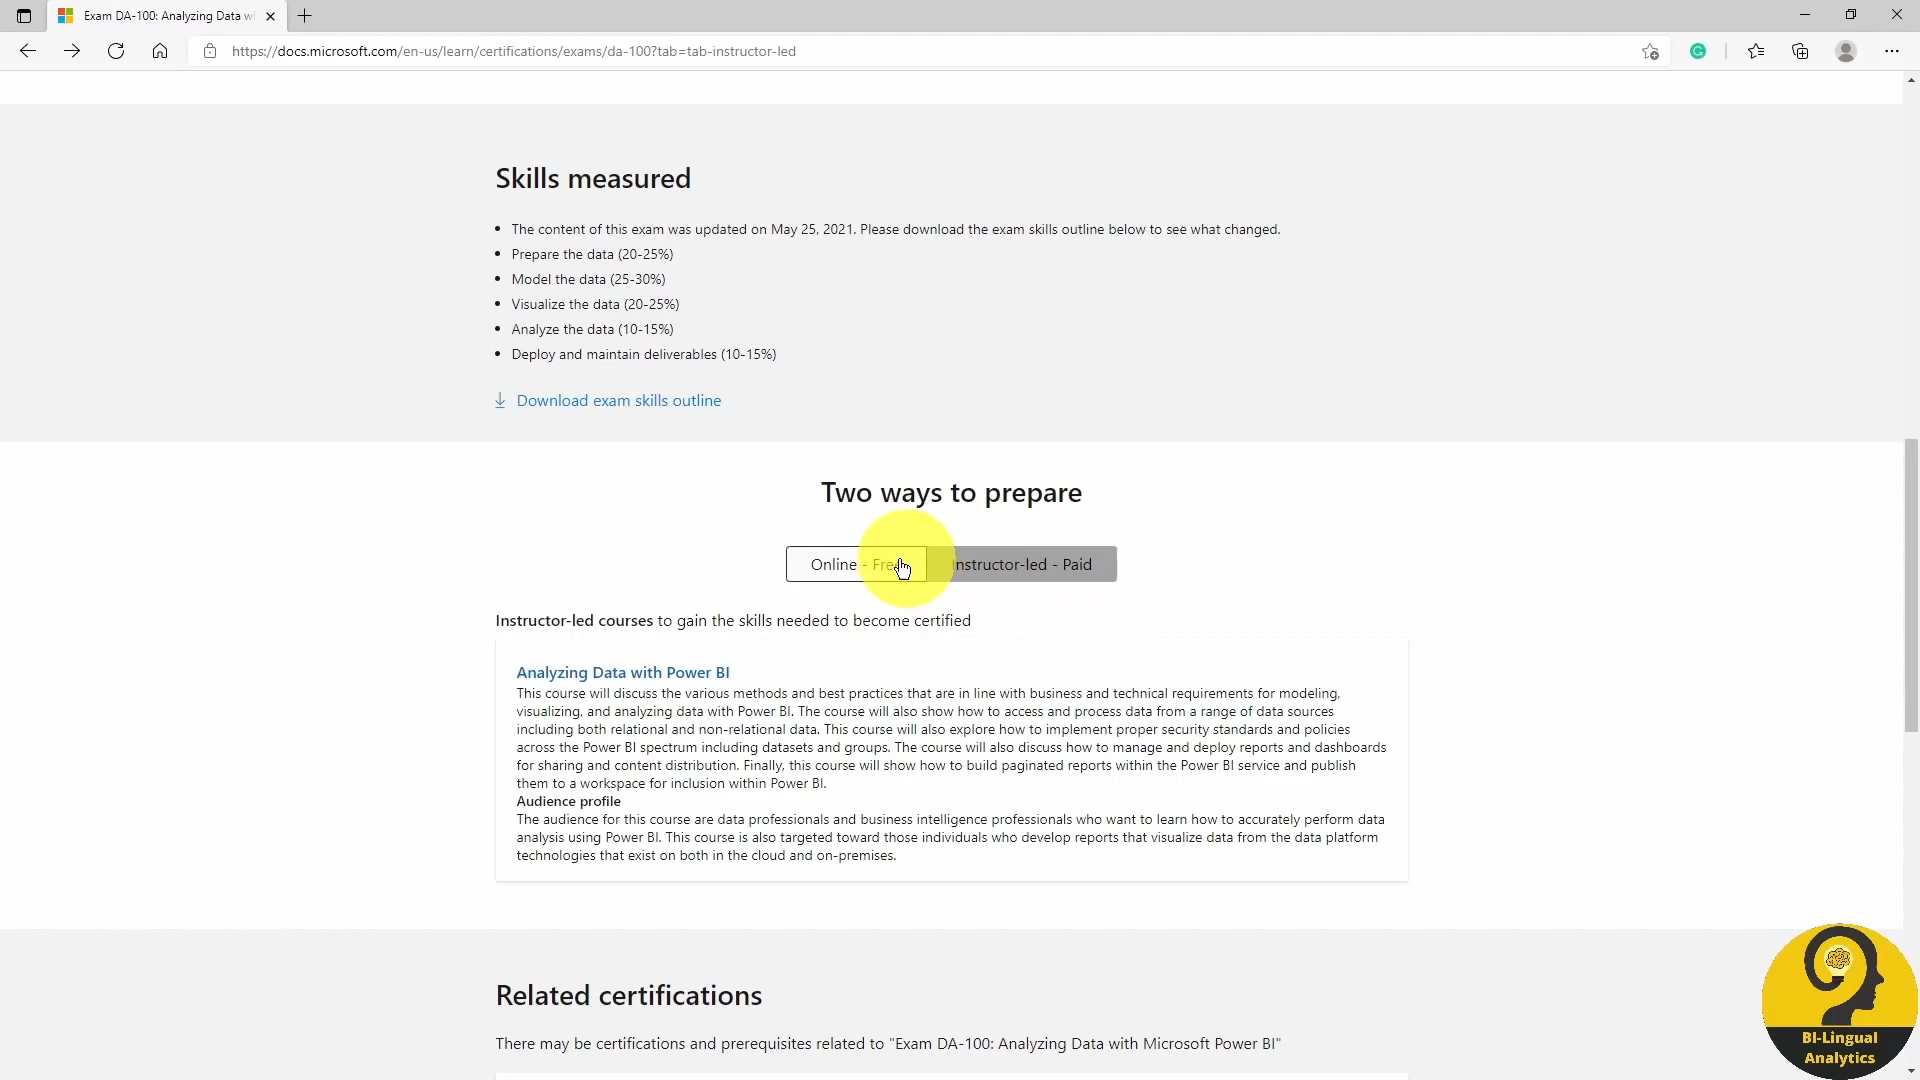 Exam DA-100: Analyzing Data wi
https://docs.microsoft.com/en-us/learn/certifications/exams/da-100?tab=tab-instructor-led
Skills measured
• The content of this exam was updated on May 25, 2021. Please download the exam skills outline below to see what changed.
• Prepare the data (20-25%)
• Model the data (25-30%)
• Visualize the data (20-25%)
• Analyze the data (10-15%)
• Deploy and maintain deliverables (10-15%)
Download exam skills outline
Two ways to prepare
Online - Free Instructor-led - Paid
Instructor-led courses to gain the skills needed to become certified
Analyzing Data with Power BI
This course will discuss the various methods and best practices that are in line with business and technical requirements for modeling,
visualizing, and analyzing data with Power BI. The course will also show how to access and process data from a range of data sources
including both relational and non-relational data. This course will also explore how to implement proper security standards and policies
across the Power BI spectrum including datasets and groups. The course will also discuss how to manage and deploy reports and dashboards
for sharing and content distribution. Finally, this course will show how to build paginated reports within the Power BI service and publish
them to a workspace for inclusion within Power BI.
Audience profile
The audience for this course are data professionals and business intelligence professionals who want to learn how to accurately perform data
analysis using Power BI. This course is also targeted toward those individuals who develop reports that visualize data from the data platform
technologies that exist on both in the cloud and on-premises.
Related certifications
There may be certifications and prerequisites related to "Exam DA-100: Analyzing Data with Microsoft Power BI"
BI-Lingual
Analytics